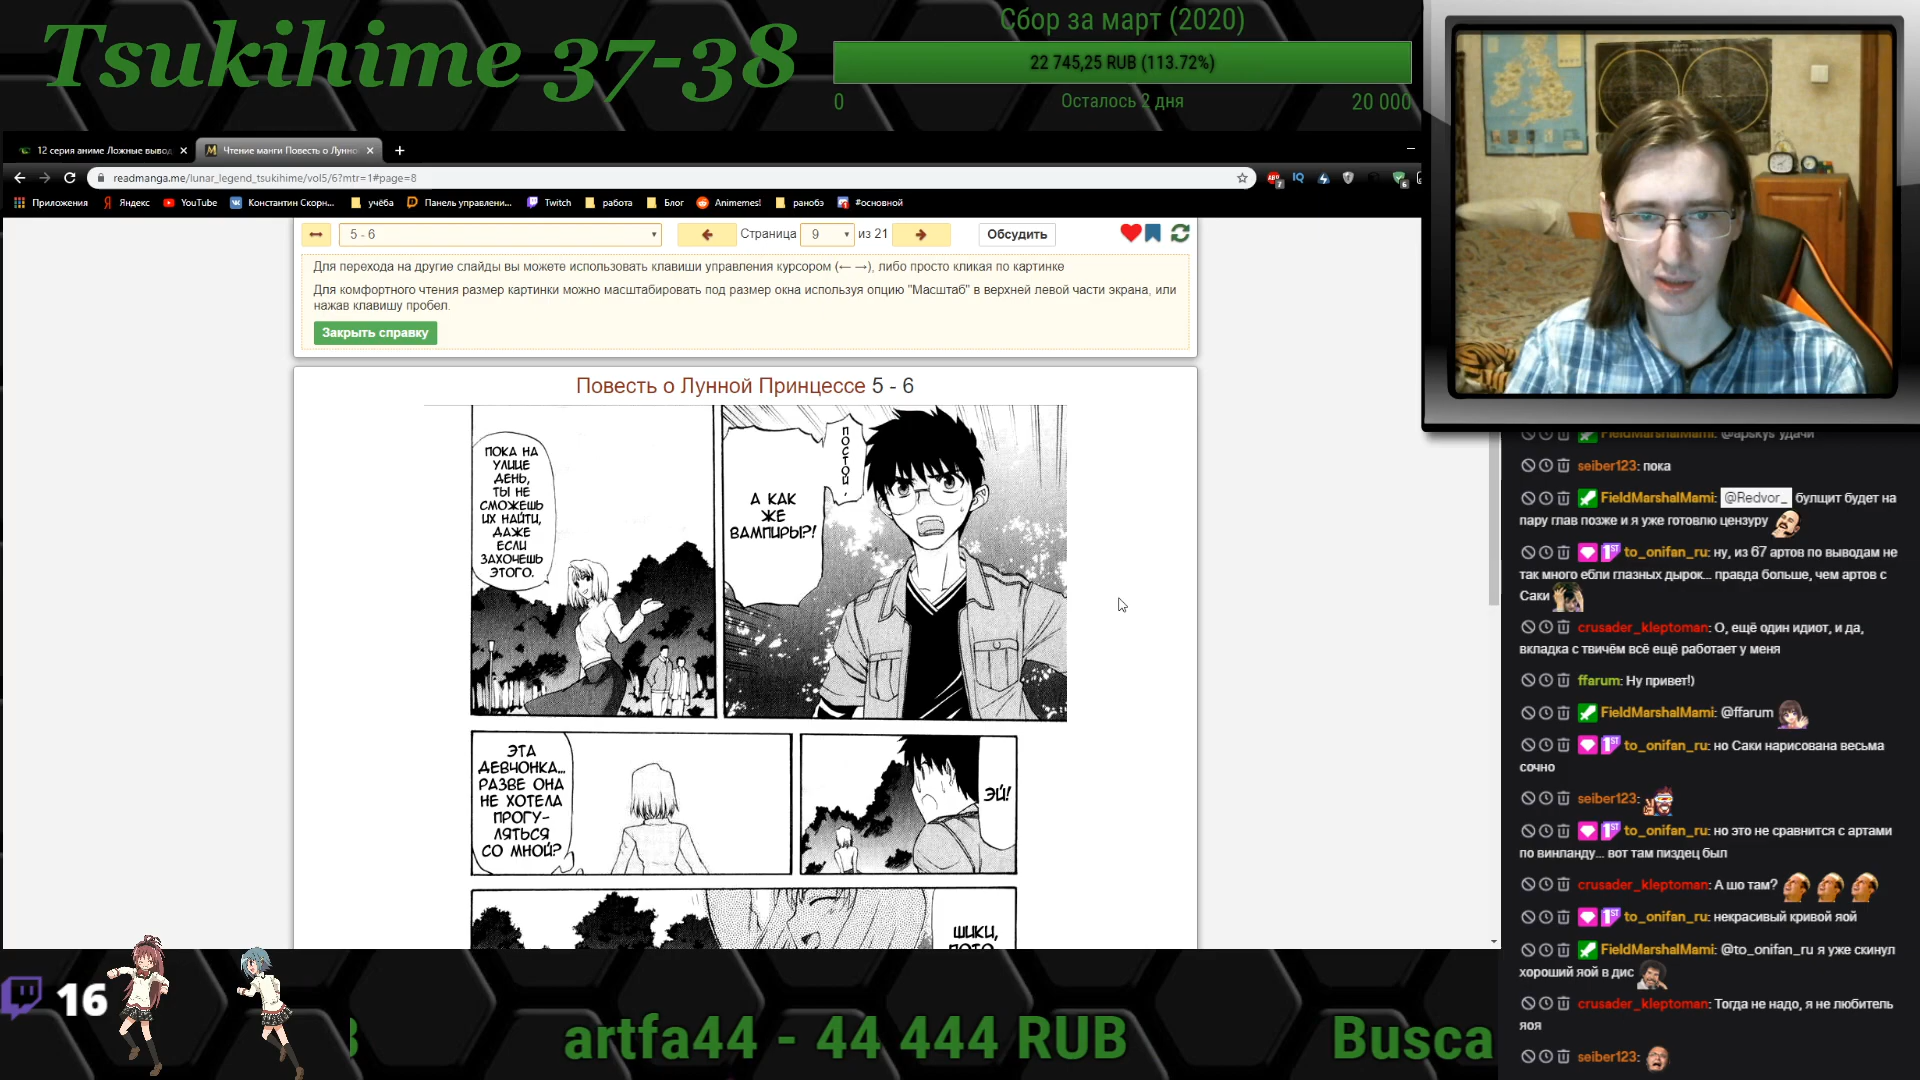 Tsukihime 37-38
Сбор за март (2020)
22 745,25 RUB (113.72%)
0
Осталось 2 дня
20 000
12 серия аниме Ложные вывод
Чтение манги Повесть о Лунно
readmanga.me/lunar_legend_tsukihime/vol5/6?mtr=1#page=8
Приложения
Яндекс
YouTube
Константин Скорн...
учёба
Панель управлени...
Twitch
работа
Блог
Animemes!
ранобэ
#основной
5 - 6
Страница
9
из 21
Обсудить
Для перехода на другие слайды вы можете использовать клавиши управления курсором (← →), либо просто кликая по картинке
Для комфортного чтения размер картинки можно масштабировать под размер окна используя опцию "Масштаб" в верхней левой части экрана, или
нажав клавишу пробел.
Закрыть справку
Повесть о Лунной Принцессе 5 - 6
ПОСТОЙ,
А КАК
ЖЕ
ВАМПИРЫ?!
ПОКА НА
УЛИЦЕ
ДЕНЬ,
ТЫ НЕ
СМОЖЕШЬ
ИХ НАЙТИ,
ДАЖЕ
ЕСЛИ
ЗАХОЧЕШЬ
ЭТОГО.
ЭЙ!
ЭТА
ДЕВЧОНКА...
РАЗВЕ ОНА
НЕ ХОТЕЛА
ПРОГУ-
ЛЯТЬСЯ
СО МНОЙ?
ШИКИ,
FieldMarshalMami: @apskys удачи
seiber123: пока
FieldMarshalMami: @Redvor_ булщит будет на
пару глав позже и я уже готовлю цензуру
to_onifan_ru: ну, из 67 артов по выводам не
так много ебли глазных дырок... правда больше, чем артов с
Саки
crusader_kleptoman: О, ещё один идиот, и да,
вкладка с твичём всё ещё работает у меня
ffarum: Ну привет!)
FieldMarshalMami: @ffarum
to_onifan_ru: но Саки нарисована весьма
сочно
seiber123:
to_onifan_ru: но это не сравнится с артами
по винланду... вот там пиздец был
crusader_kleptoman: А шо там?
to_onifan_ru: некрасивый кривой яой
FieldMarshalMami: @to_onifan_ru я уже скинул
хороший яой в дис
crusader_kleptoman: Тогда не надо, я не любитель
яоя
seiber123:
16
artfa44 - 44 444 RUB
Busca